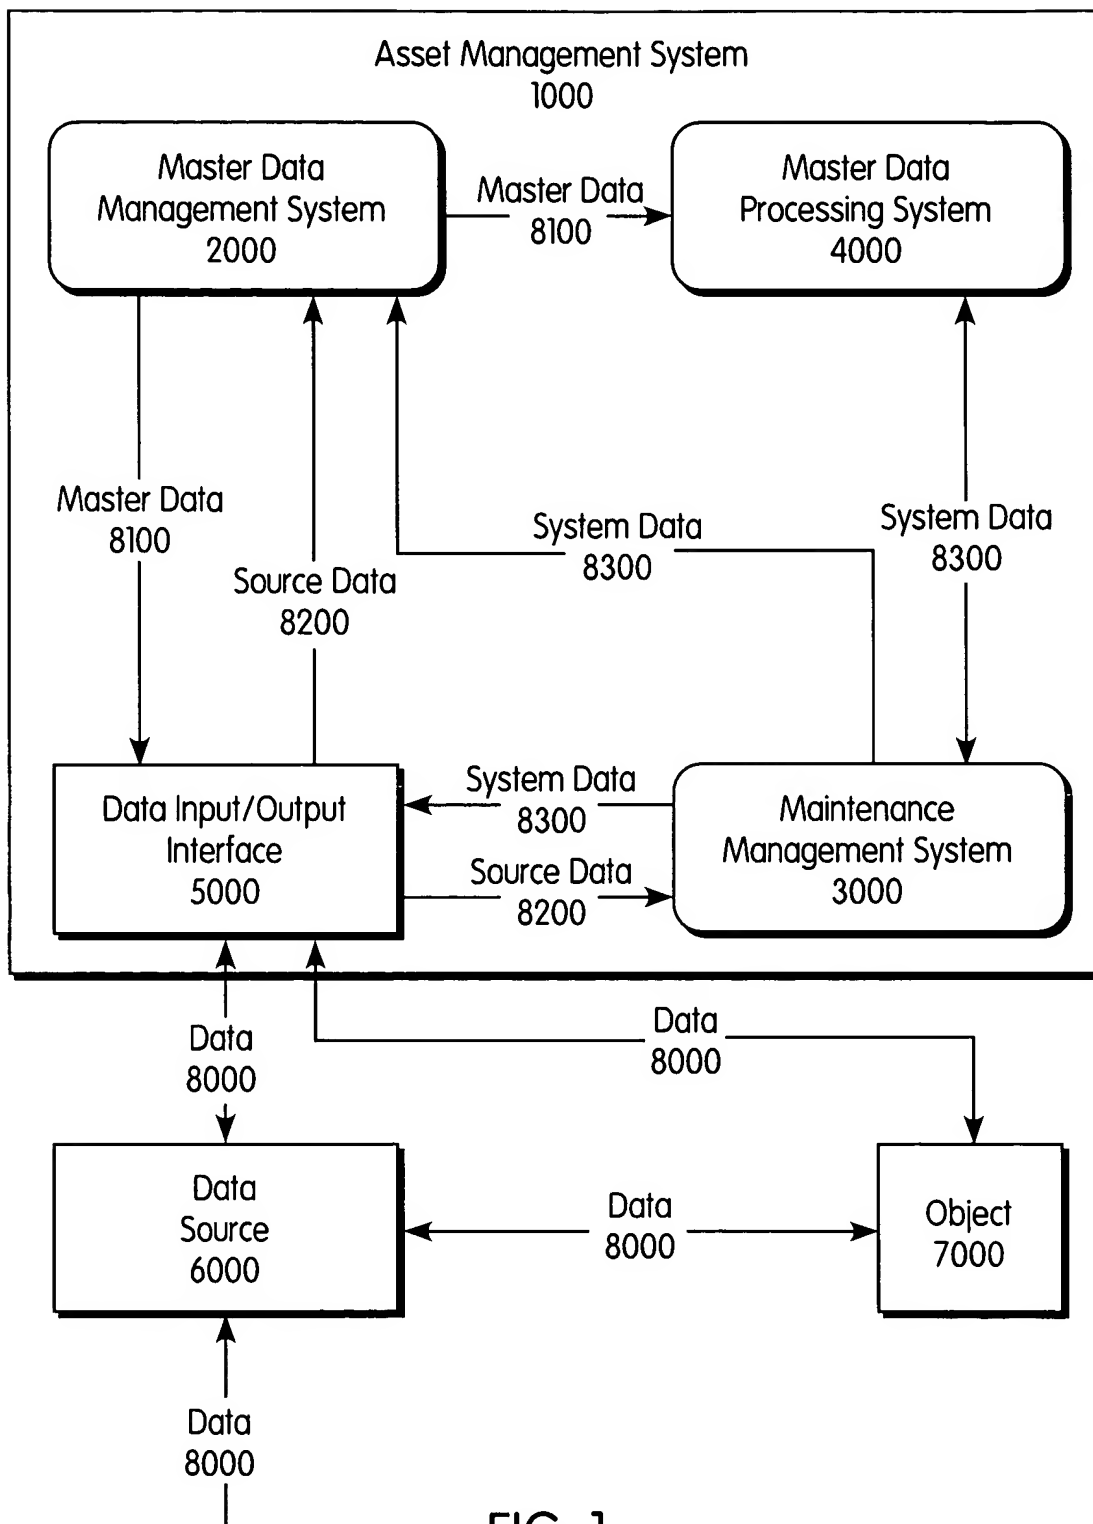 Asset Management System
1000
Master Data
Management System
2000
Master Data
8100
Master Data
Processing System
4000
Master Data
8100
Source Data
8200
System Data
8300
System Data
8300
Data Input/Output
Interface
5000
System Data
8300
Source Data
8200
Maintenance
Management System
3000
Data
8000
Data
8000
Data
Source
6000
Data
8000
Object
7000
Data
8000
FIG. 1